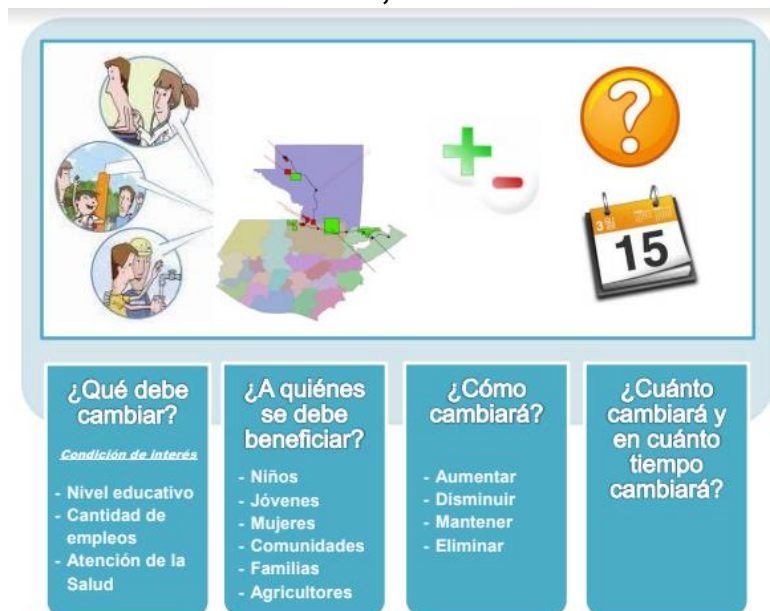 ?
3
15
¿Qué debe
cambiar?
Condición de interés
- Nivel educativo
- Cantidad de
empleos
- Atención de la
Salud
¿A quiénes
se debe
beneficiar?
- Niños
- Jóvenes
- Mujeres
- Comunidades
- Familias
- Agricultores
¿Cómo
cambiará?
- Aumentar
- Disminuir
- Mantener
- Eliminar
¿Cuánto
cambiará y
en cuánto
tiempo
cambiará?